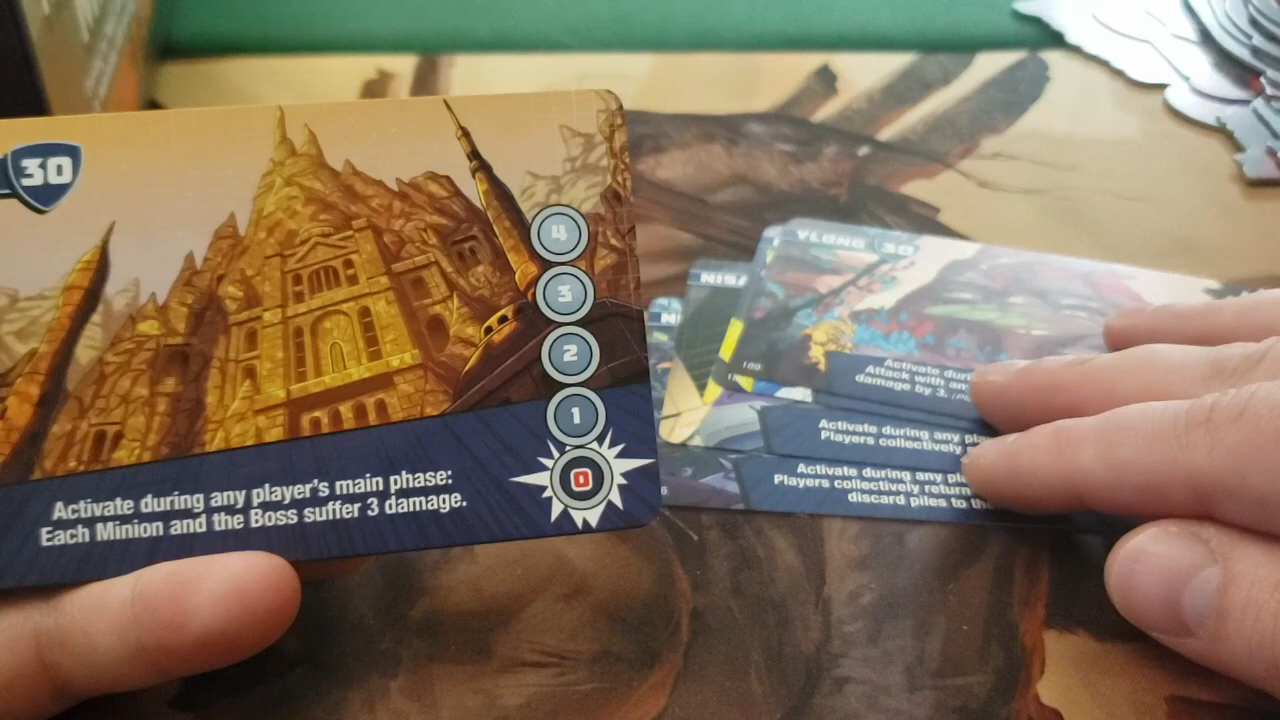 30
4
3
2
1
0
Activate during any player's main phase:
Each Minion and the Boss suffer 3 damage.
YLONG 30
Activate
Attack with
damage by 3.
189
Activate during any
Players collectively
Activate during any
Players collectively return
discard piles to